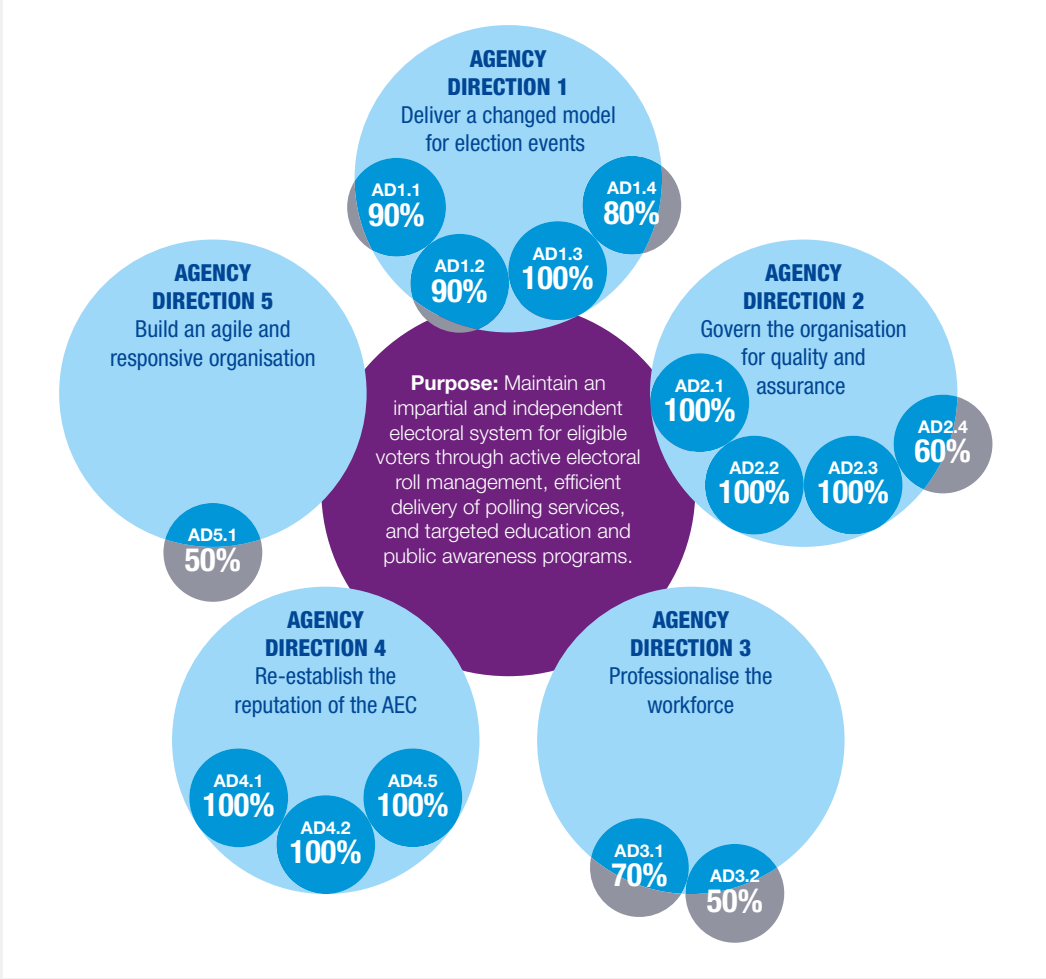 AGENCY
DIRECTION 1
Deliver a changed model
for election events
AD1.1
90%
AD1.2
90%
AD1.3
100%
AD1.4
80%
AGENCY
DIRECTION 2
Govern the organisation
for quality and
assurance
AD2.1
100%
AD2.2
100%
AD2.3
100%
AD2.4
60%
AGENCY
DIRECTION 5
Build an agile and
responsive organisation
AD5.1
50%
Purpose: Maintain an
impartial and independent
electoral system for eligible
voters through active electoral
roll management, efficient
delivery of polling services,
and targeted education and
public awareness programs.
AGENCY
DIRECTION 4
Re-establish the
reputation of the AEC
AD4.1
100%
AD4.2
100%
AD4.5
100%
AGENCY
DIRECTION 3
Professionalise the
workforce
AD3.1
70%
AD3.2
50%